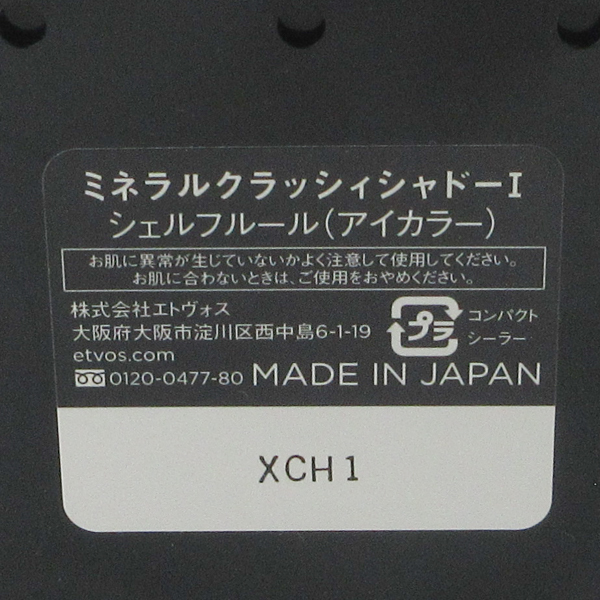 ミネラルクラッシィシャドーI
シェルフルール(アイカラー)
お肌に異常が生じていないかよく注意して使用してください。
お肌に合わないときは、ご使用をおやめください。
株式会社エトヴォス
大阪府大阪市淀川区西中島6-1-19
etvos.com
0120-0477-80
プラ
コンパクト
シーラー
MADE IN JAPAN
XCH1